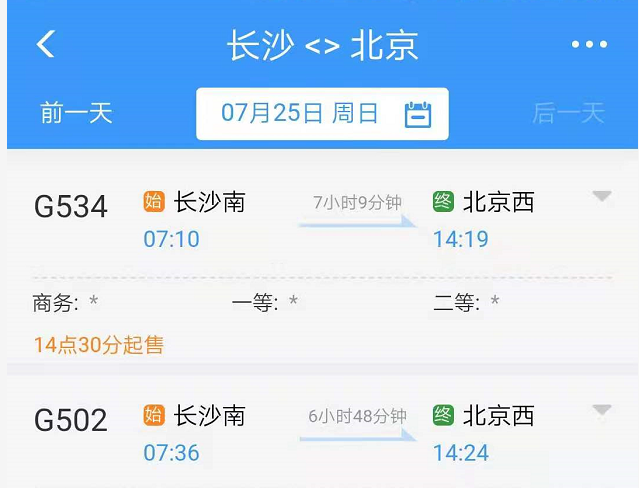 长沙 <> 北京
前一天 07月25日 周日 后一天
G534 始 长沙南 7小时9分钟 终 北京西
07:10 14:19
商务: * 一等: * 二等: *
14点30分起售
G502 始 长沙南 6小时48分钟 终 北京西
07:36 14:24